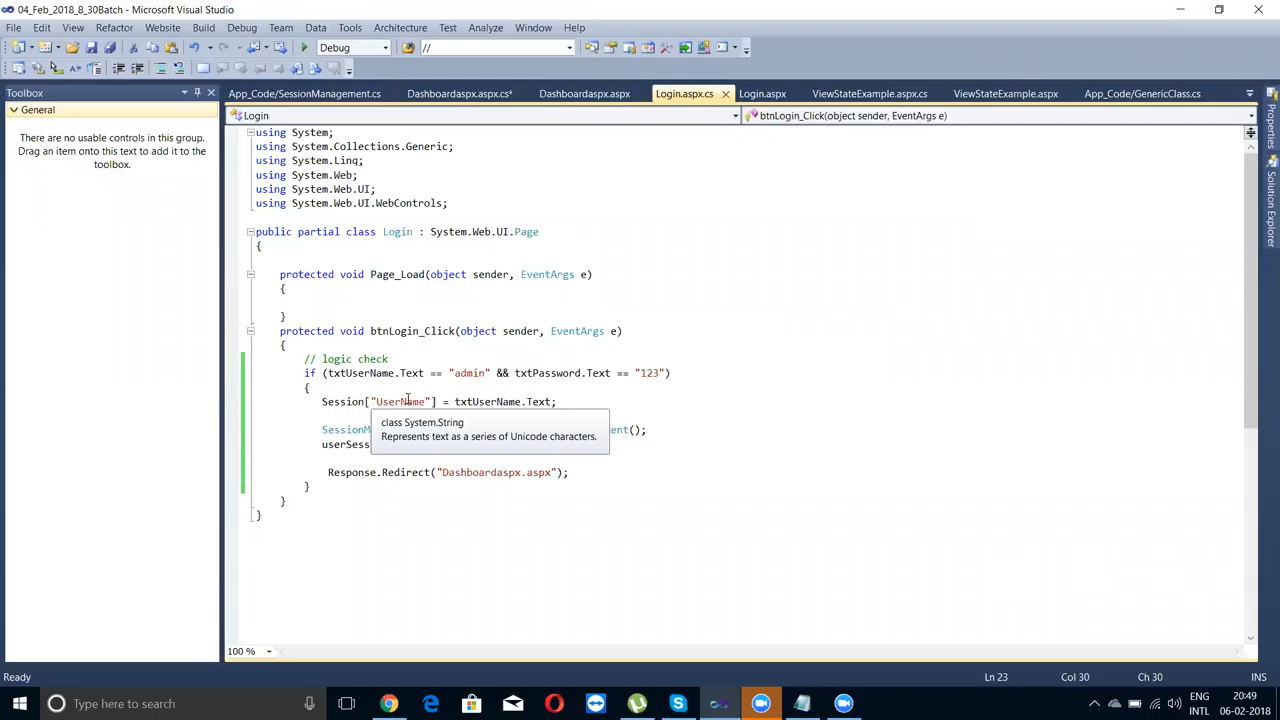 04_Feb_2018_8_30Batch - Microsoft Visual Studio
File Edit View Refactor Website Build Debug Team Data Tools Architecture Test Analyze Window Help
Debug //
Toolbox
General
There are no usable controls in this group.
Drag an item onto this text to add it to the
toolbox.
App_Code/SessionManagement.cs Dashboardaspx.aspx.cs* Dashboardaspx.aspx Login.aspx.cs Login.aspx ViewStateExample.aspx.cs ViewStateExample.aspx App_Code/GenericClass.cs
Login btnLogin_Click(object sender, EventArgs e)
using System;
using System.Collections.Generic;
using System.Linq;
using System.Web;
using System.Web.UI;
using System.Web.UI.WebControls;
public partial class Login : System.Web.UI.Page
{
protected void Page_Load(object sender, EventArgs e)
{
}
protected void btnLogin_Click(object sender, EventArgs e)
{
// logic check
if (txtUserName.Text == "admin" && txtPassword.Text == "123")
{
Session["UserName"] = txtUserName.Text;
class System.String
Represents text as a series of Unicode characters.
SessionM ent();
userSess
Response.Redirect("Dashboardaspx.aspx");
}
}
}
100 %
Ready Ln 23 Col 30 Ch 30 INS
Properties
Solution Explorer
Type here to search
ENG
INTL
20:49
06-02-2018